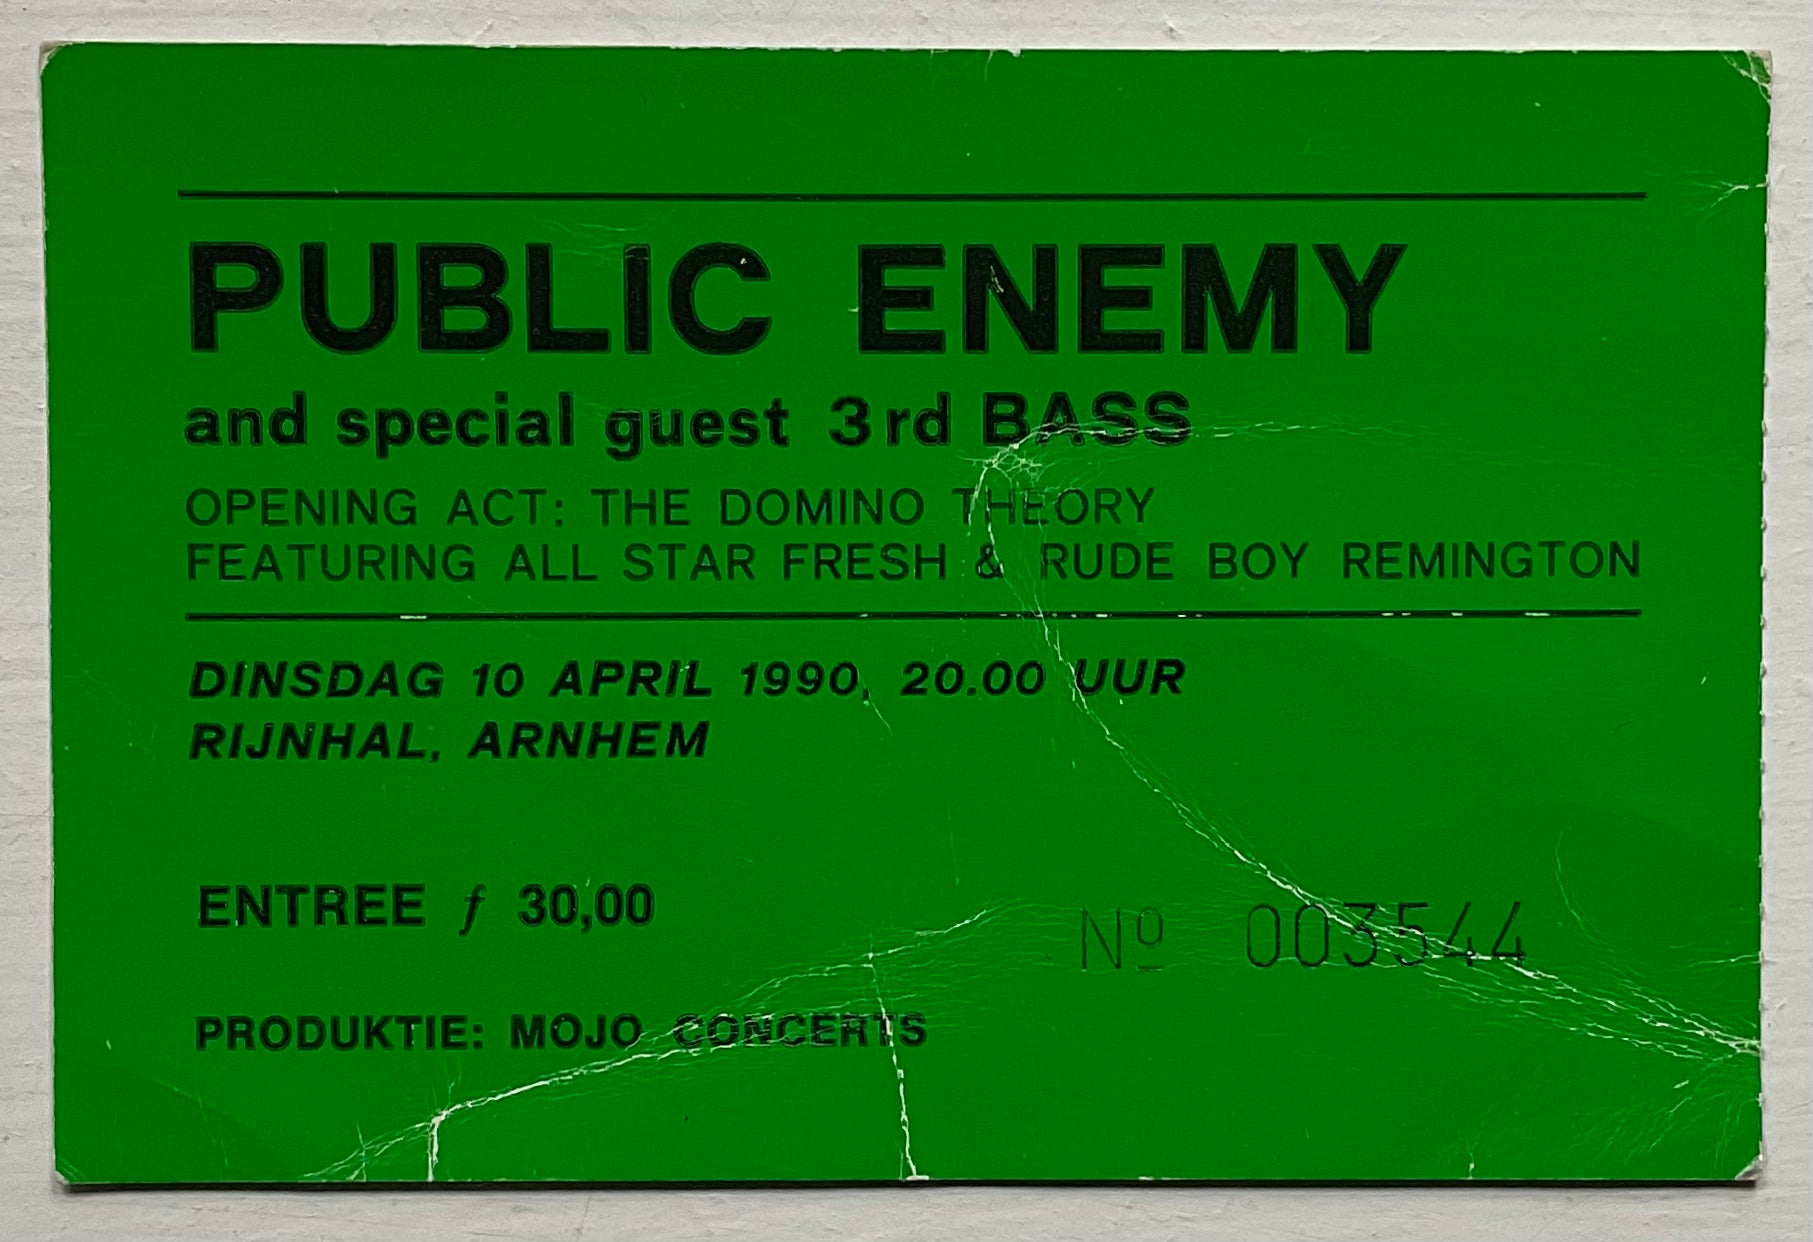 PUBLIC ENEMY
and special guest 3rd BASS
OPENING ACT: THE DOMINO THEORY
FEATURING ALL STAR FRESH & RUDE BOY REMINGTON
DINSDAG 10 APRIL 1990, 20.00 UUR
RIJNHAL, ARNHEM
ENTREE ƒ 30,00
Nº 003544
PRODUKTIE: MOJO CONCERTS